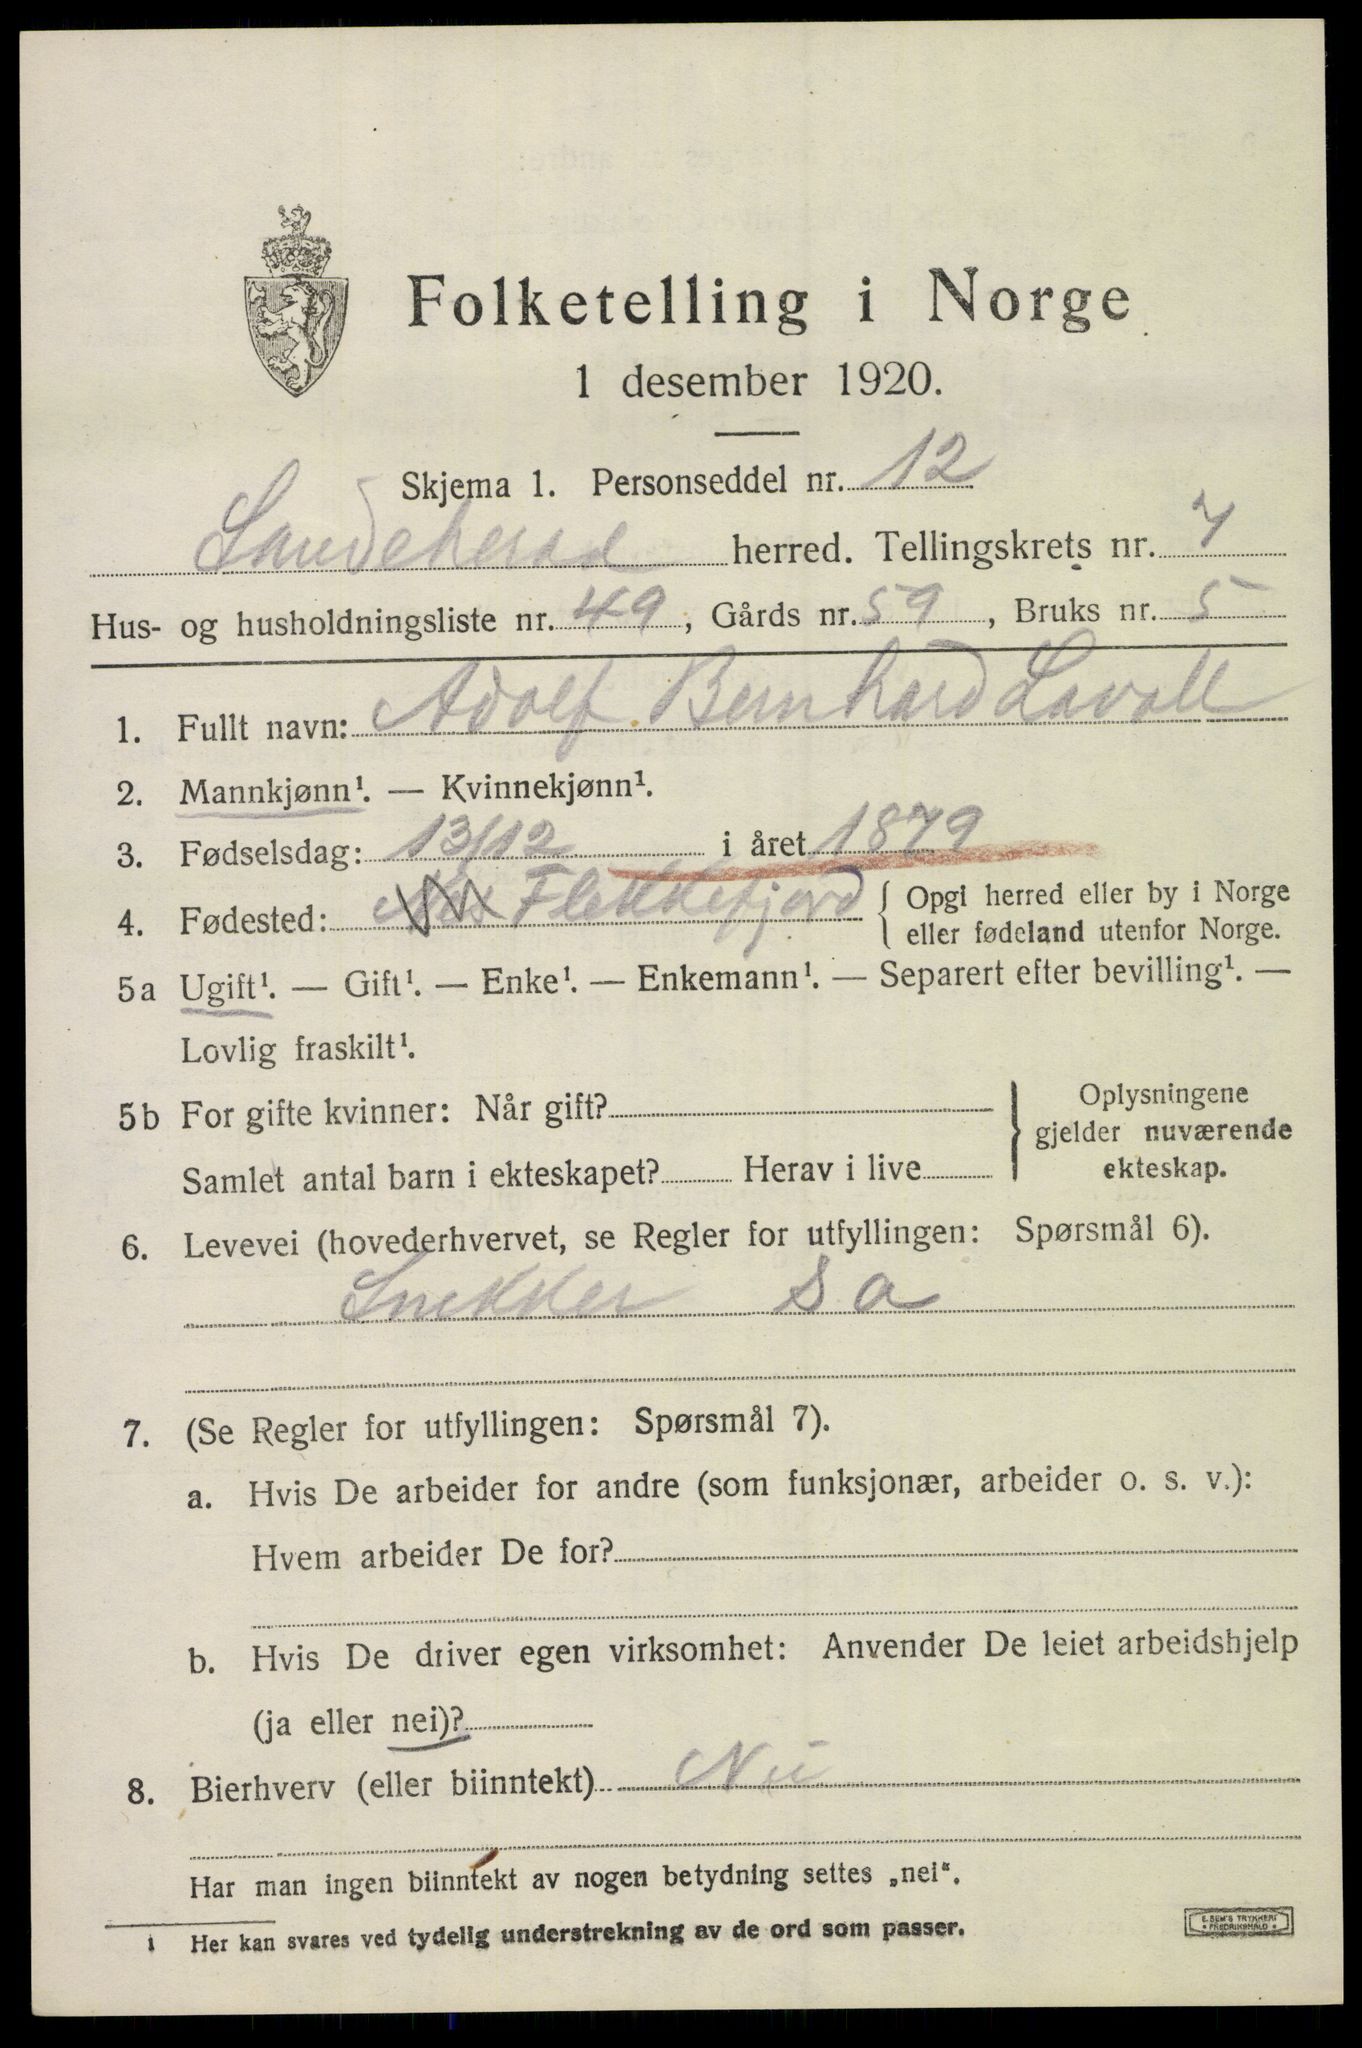 Folketelling i Norge
1 desember 1920.
Skjema 1. Personseddel nr. 12
Sandeherad herred. Tellingskrets nr. 7
Hus- og husholdningsliste nr. 49, Gårds nr. 59, Bruks nr. 5
1. Fullt navn: Adolf Bernhard Lavoll
2. Mannkjønn¹. — Kvinnekjønn¹.
3. Fødselsdag: 13/12 i året 1879
4. Fødested: Nes Flekkefjord { Opgi herred eller by i Norge
eller fødeland utenfor Norge.
5a Ugift¹. — Gift¹. — Enke¹. — Enkemann¹. — Separert efter bevilling¹. —
Lovlig fraskilt¹.
5b For gifte kvinner: Når gift?
Samlet antal barn i ekteskapet? Herav i live
} Oplysningene
gjelder nuværende
ekteskap.
6. Levevei (hovederhvervet, se Regler for utfyllingen: Spørsmål 6).
Snekker S a
7. (Se Regler for utfyllingen: Spørsmål 7).
a. Hvis De arbeider for andre (som funksjonær, arbeider o. s. v.):
Hvem arbeider De for?
b. Hvis De driver egen virksomhet: Anvender De leiet arbeidshjelp
(ja eller nei)?
8. Bierhverv (eller biinntekt) Nei
Har man ingen biinntekt av nogen betydning settes „nei“.
1 Her kan svares ved tydelig understrekning av de ord som passer.
E. SEM'S TRYKKERI
FREDRIKSHALD